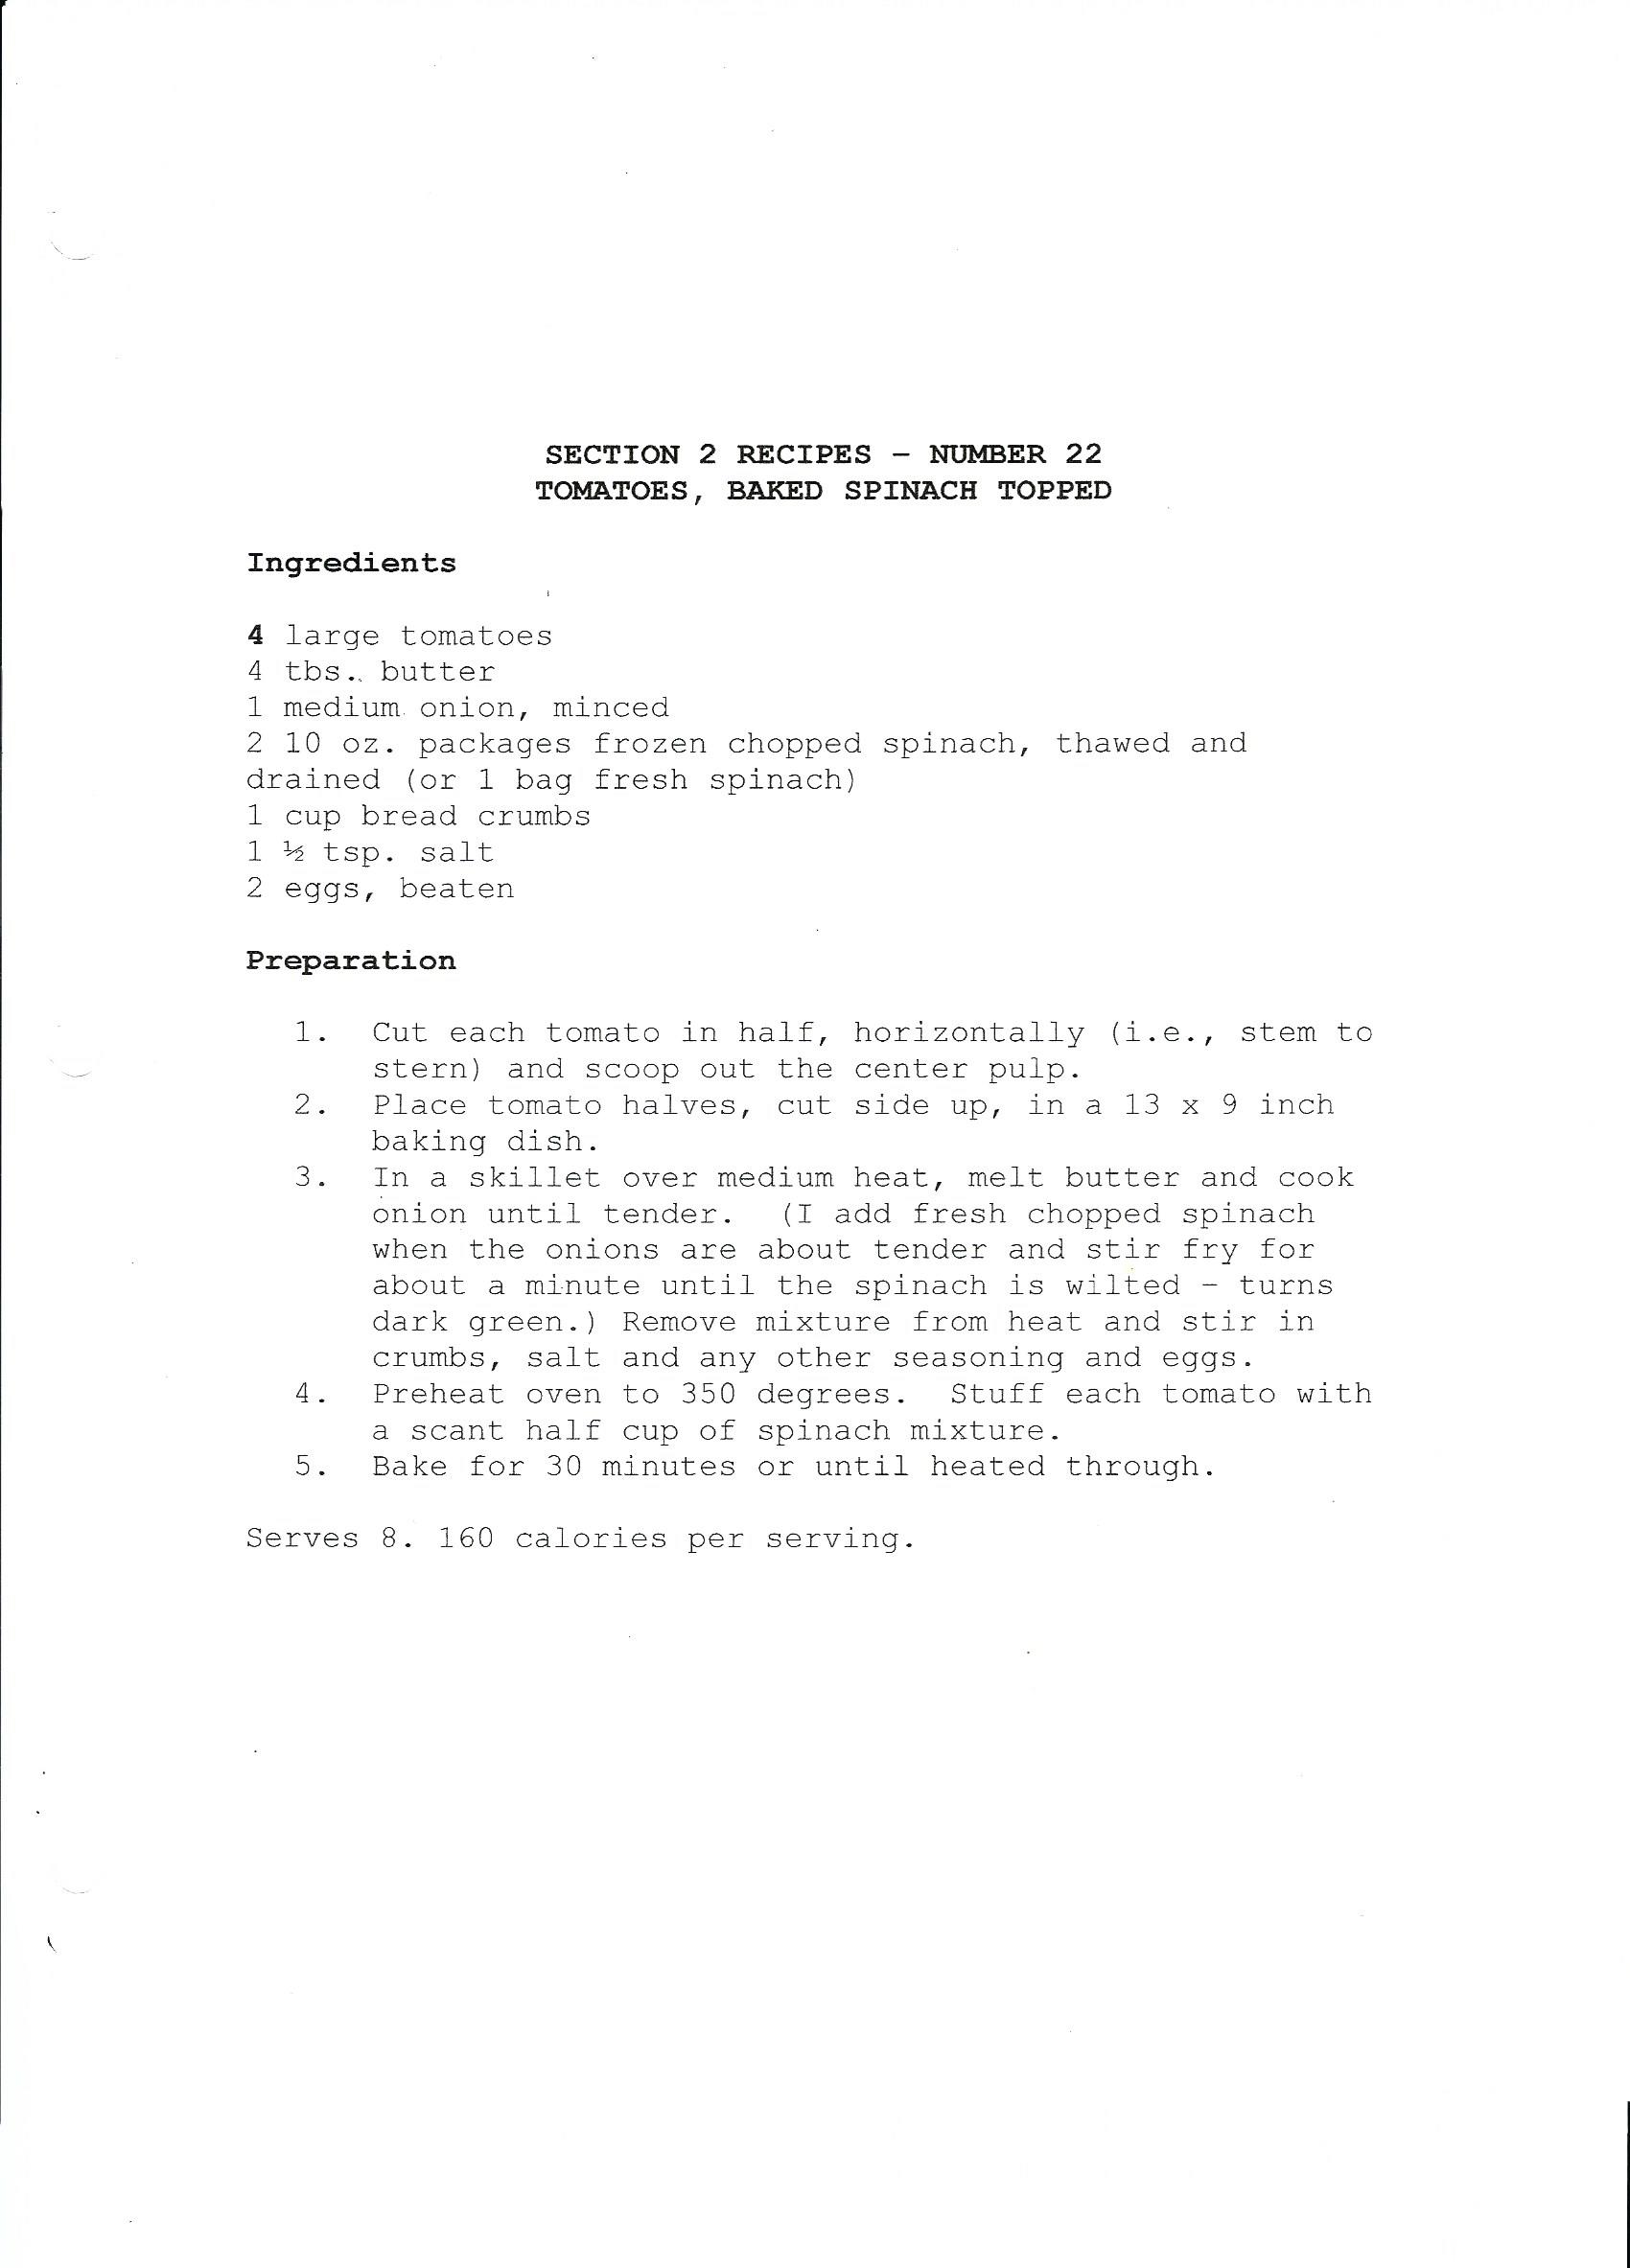 SECTION 2 RECIPES – NUMBER 22
TOMATOES, BAKED SPINACH TOPPED
Ingredients
4 large tomatoes
4 tbs. butter
1 medium onion, minced
2 10 oz. packages frozen chopped spinach, thawed and
drained (or 1 bag fresh spinach)
1 cup bread crumbs
1 ½ tsp. salt
2 eggs, beaten
Preparation
1. Cut each tomato in half, horizontally (i.e., stem to
stern) and scoop out the center pulp.
2. Place tomato halves, cut side up, in a 13 x 9 inch
baking dish.
3. In a skillet over medium heat, melt butter and cook
onion until tender. (I add fresh chopped spinach
when the onions are about tender and stir fry for
about a minute until the spinach is wilted – turns
dark green.) Remove mixture from heat and stir in
crumbs, salt and any other seasoning and eggs.
4. Preheat oven to 350 degrees. Stuff each tomato with
a scant half cup of spinach mixture.
5. Bake for 30 minutes or until heated through.
Serves 8. 160 calories per serving.